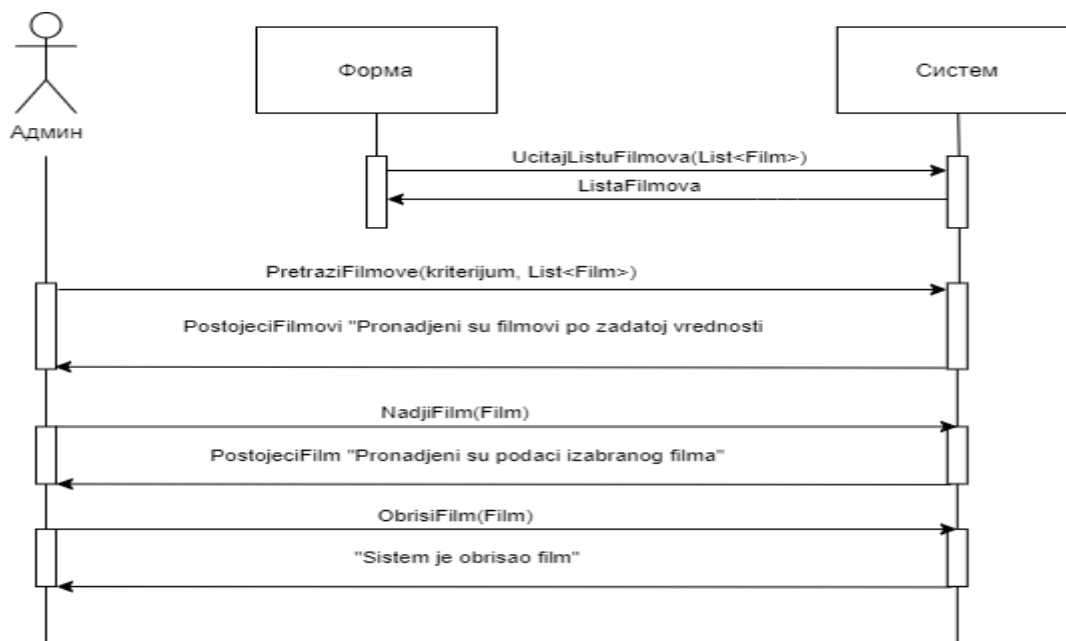 Форма
Систем
Админ
UcitajListuFilmova(List<Film>)
ListaFilmova
PretraziFilmove(kriterijum, List<Film>)
PostojeciFilmovi "Pronadjeni su filmovi po zadatoj vrednosti
NadjiFilm(Film)
PostojeciFilm "Pronadjeni su podaci izabranog filma"
ObrisiFilm(Film)
"Sistem je obrisao film"